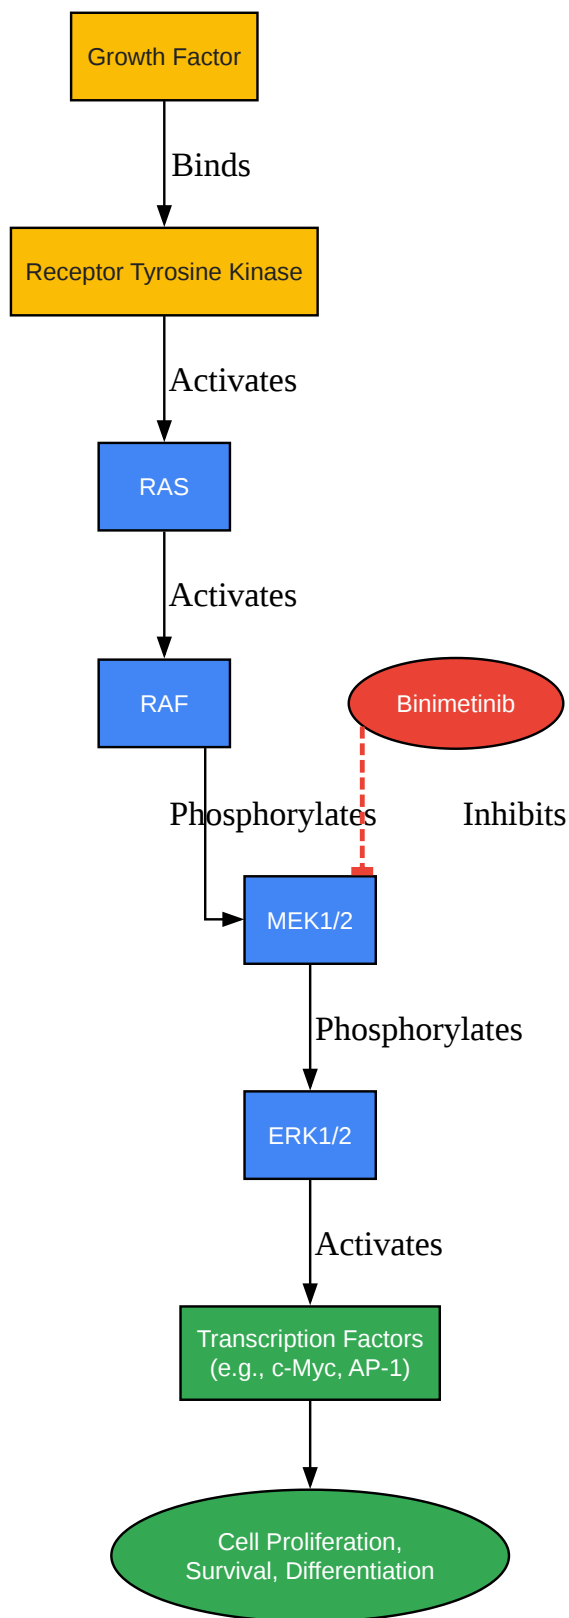 Growth Factor
Binds
Receptor Tyrosine Kinase
Activates
RAS
Activates
RAF
Binimetinib
Phosphorylates
Inhibits
MEK1/2
Phosphorylates
ERK1/2
Activates
Transcription Factors
(e.g., c-Myc, AP-1)
Cell Proliferation,
Survival, Differentiation